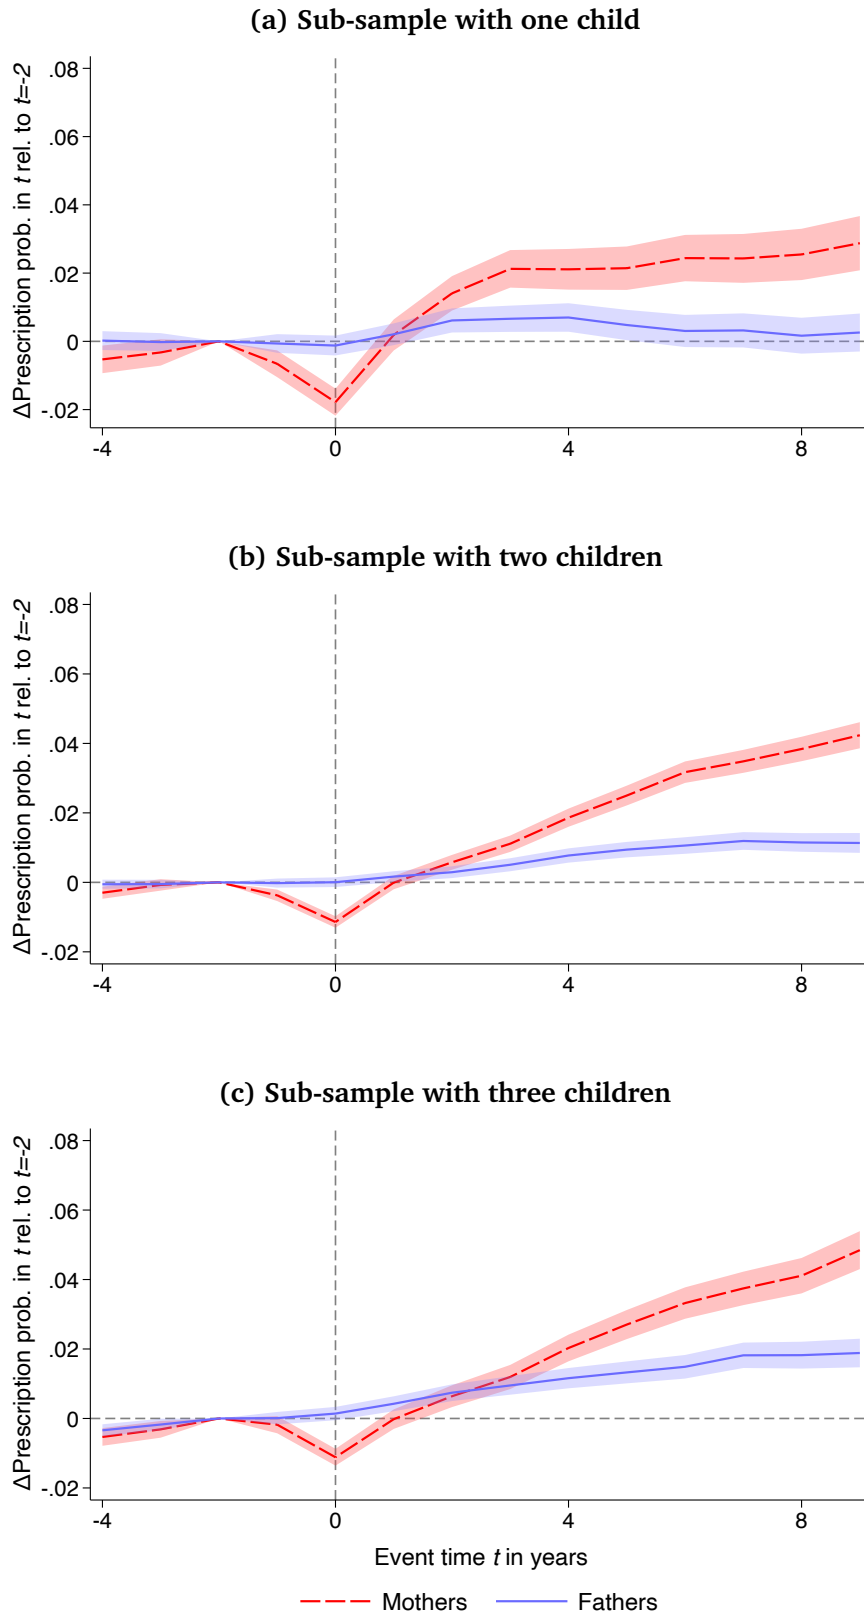 (a) Sub-sample with one child
ΔPrescription prob. in t rel. to t=-2
.08
.06
.04
.02
0
-.02
-4 0 4 8
(b) Sub-sample with two children
ΔPrescription prob. in t rel. to t=-2
.08
.06
.04
.02
0
-.02
-4 0 4 8
(c) Sub-sample with three children
ΔPrescription prob. in t rel. to t=-2
.08
.06
.04
.02
0
-.02
-4 0 4 8
Event time t in years
Mothers Fathers